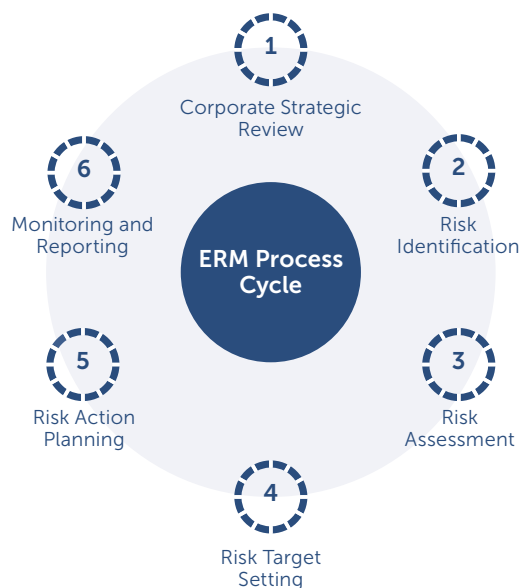 1
Corporate Strategic
Review
2
Risk
Identification
3
Risk
Assessment
4
Risk Target
Setting
5
Risk Action
Planning
6
Monitoring and
Reporting
ERM Process
Cycle